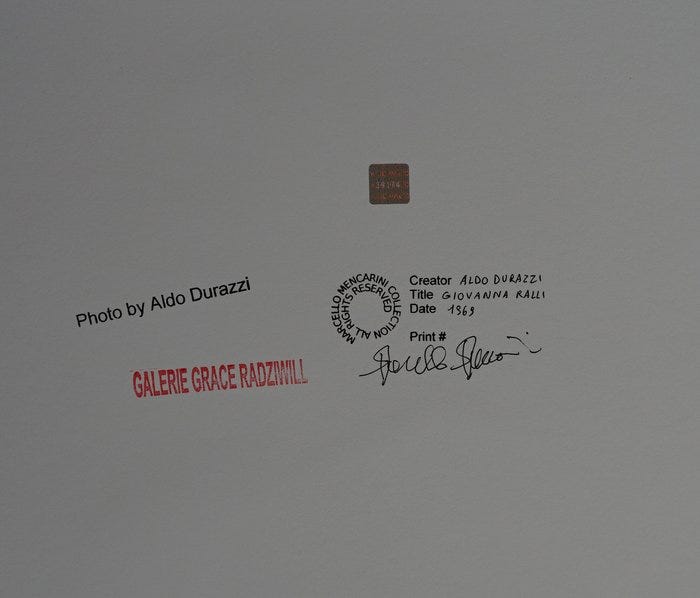 Photo by Aldo Durazzi
GALERIE GRACE RADZIWILL
MARCELLO MENCARINI COLLECTION ALL RIGHTS RESERVED
Creator ALDO DURAZZI
Title GIOVANNA RALLI
Date 1969
Print #